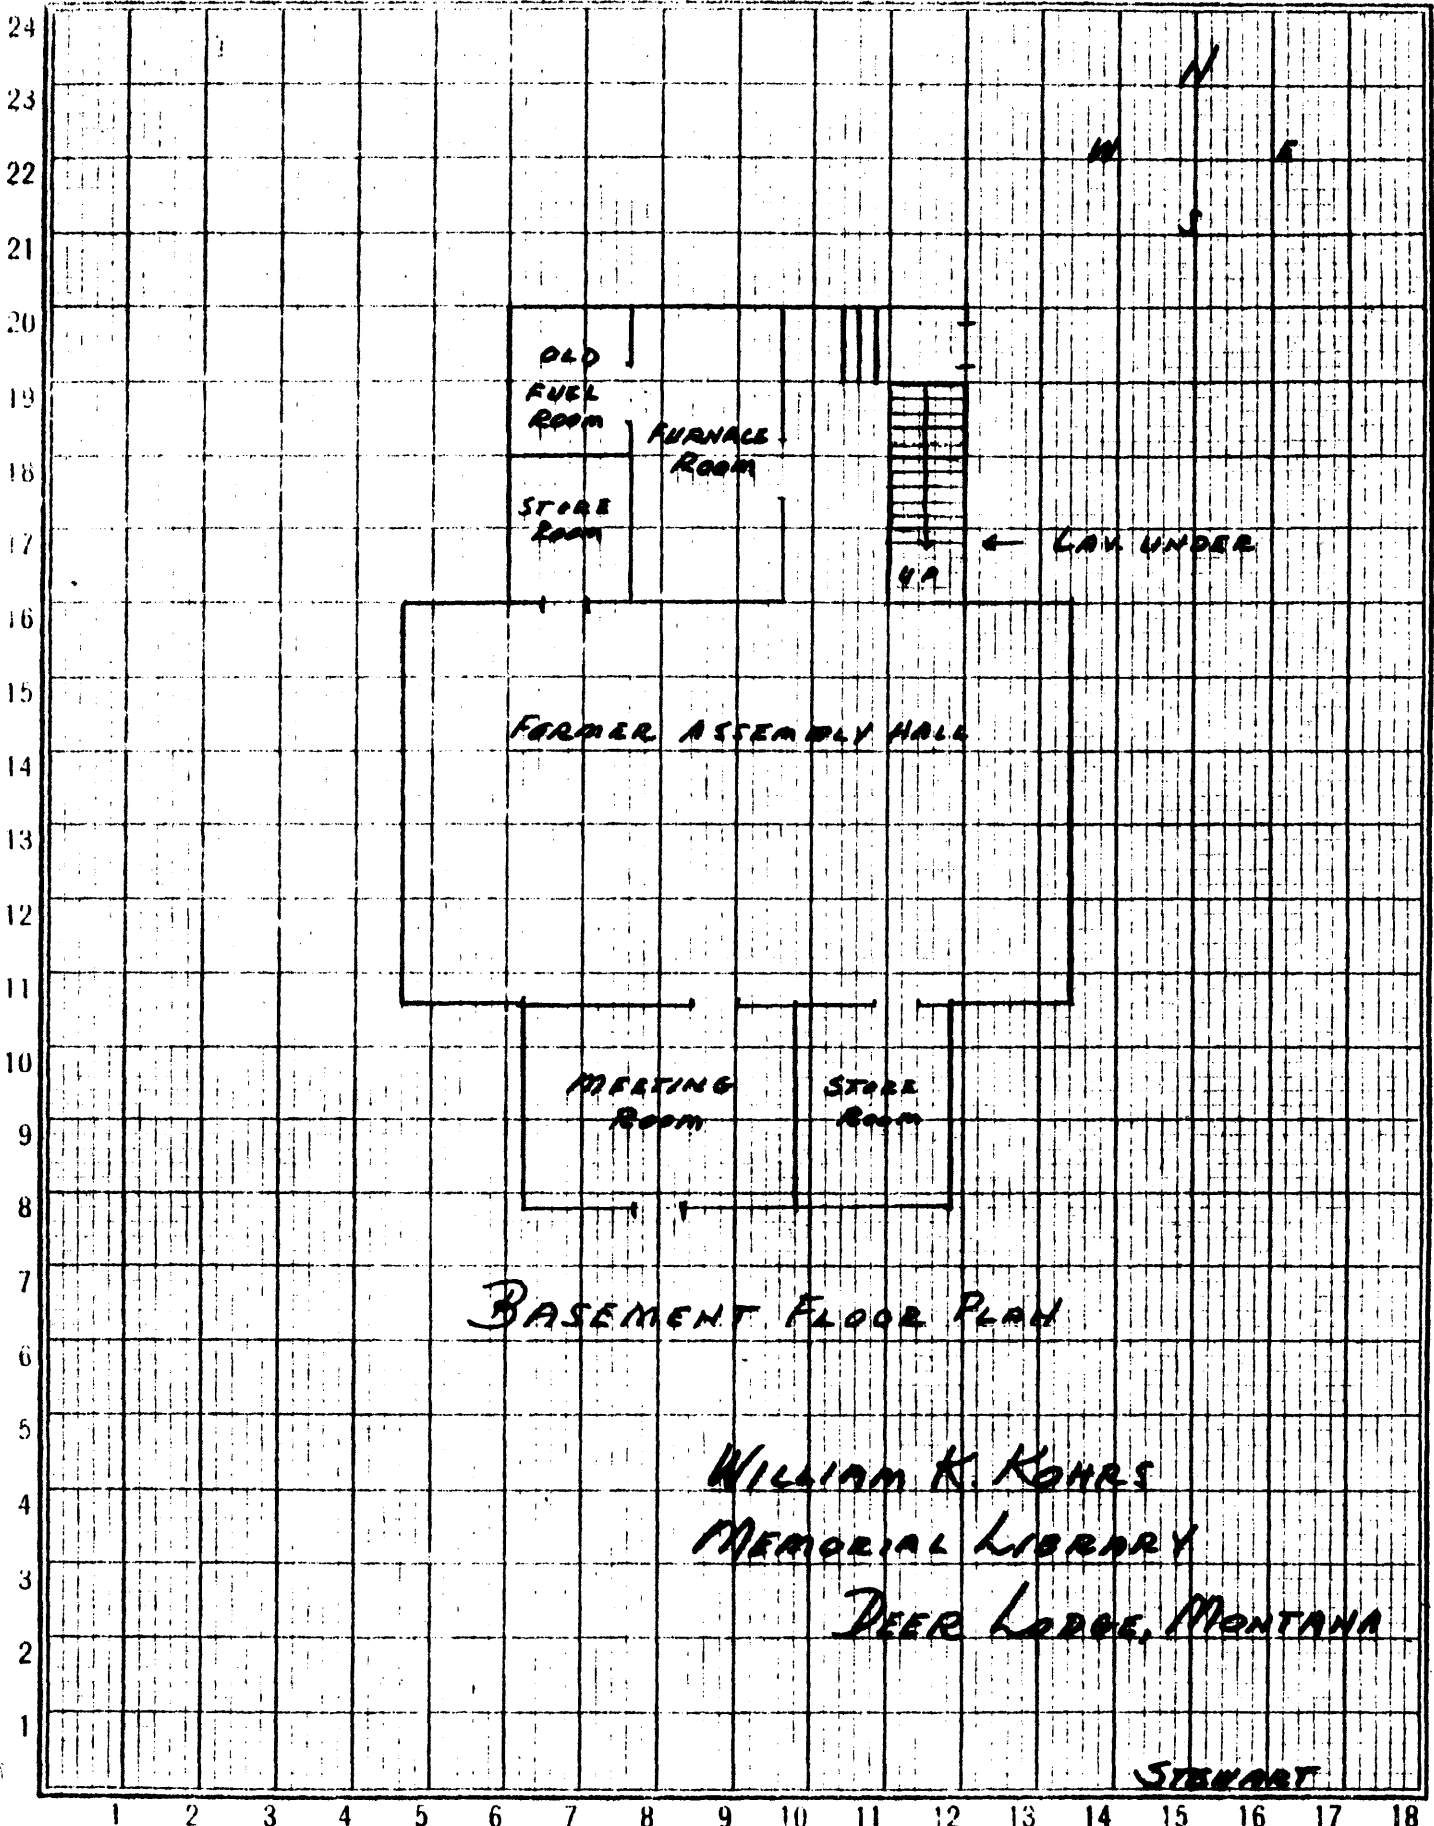 24
23
22
21
20
19
18
17
16
15
14
13
12
11
10
9
8
7
6
5
4
3
2
1
N
W E
S
OLD
FUEL
ROOM
FURNACE
ROOM
STORE
ROOM
← LAV. UNDER
UP
FORMER ASSEMBLY HALL
MEETING
ROOM
STORE
ROOM
BASEMENT FLOOR PLAN
WILLIAM K. KOHRS
MEMORIAL LIBRARY
DEER LODGE, MONTANA
STEWART
1 2 3 4 5 6 7 8 9 10 11 12 13 14 15 16 17 18